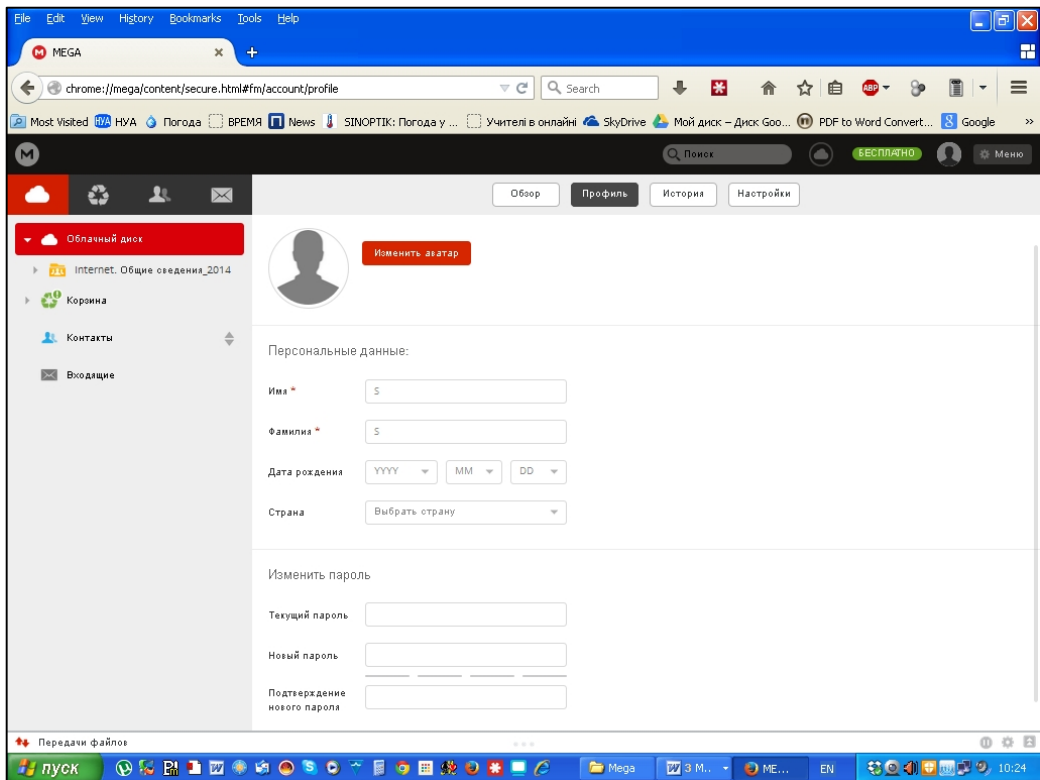 File Edit View History Bookmarks Tools Help
MEGA
chrome://mega/content/secure.html#fm/account/profile Search ABP
Most Visited НУА НУА Погода ВРЕМЯ News SINOPTIK: Погода у ... Учителі в онлайні SkyDrive Мой диск – Диск Goo... PDF to Word Convert... 8 Google »
M Поиск БЕСПЛАТНО Меню
Обзор Профиль История Настройки
Облачный диск
Изменить аватар
Internet. Общие сведения_2014
Корзина
Контакты
Персональные данные:
Входящие
Имя * S
Фамилия * S
Дата рождения YYYY MM DD
Страна Выбрать страну
Изменить пароль
Текущий пароль
Новый пароль
Подтверждение
нового пароля
Передачи файлов
пуск Mega 3 M.. ME... EN 10:24